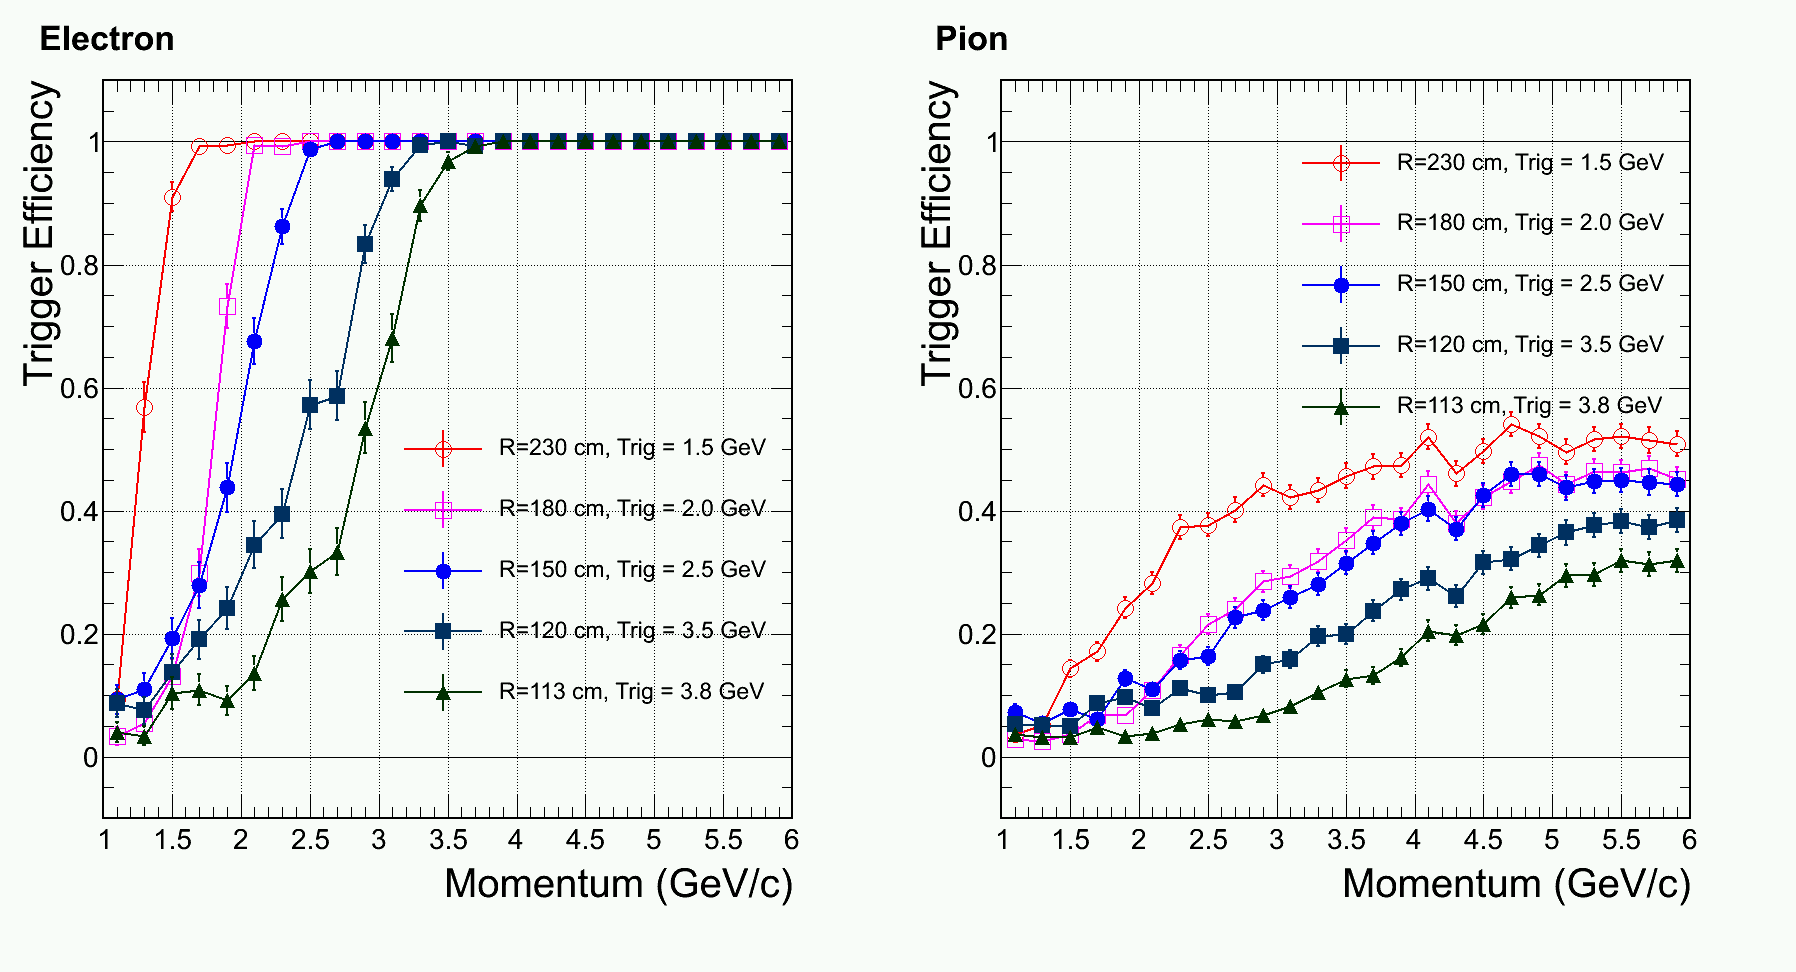 Electron
Trigger Efficiency
1
0.8
0.6
0.4
0.2
0
R=230 cm, Trig = 1.5 GeV
R=180 cm, Trig = 2.0 GeV
R=150 cm, Trig = 2.5 GeV
R=120 cm, Trig = 3.5 GeV
R=113 cm, Trig = 3.8 GeV
1 1.5 2 2.5 3 3.5 4 4.5 5 5.5 6
Momentum (GeV/c)
Pion
Trigger Efficiency
1
0.8
0.6
0.4
0.2
0
R=230 cm, Trig = 1.5 GeV
R=180 cm, Trig = 2.0 GeV
R=150 cm, Trig = 2.5 GeV
R=120 cm, Trig = 3.5 GeV
R=113 cm, Trig = 3.8 GeV
1 1.5 2 2.5 3 3.5 4 4.5 5 5.5 6
Momentum (GeV/c)